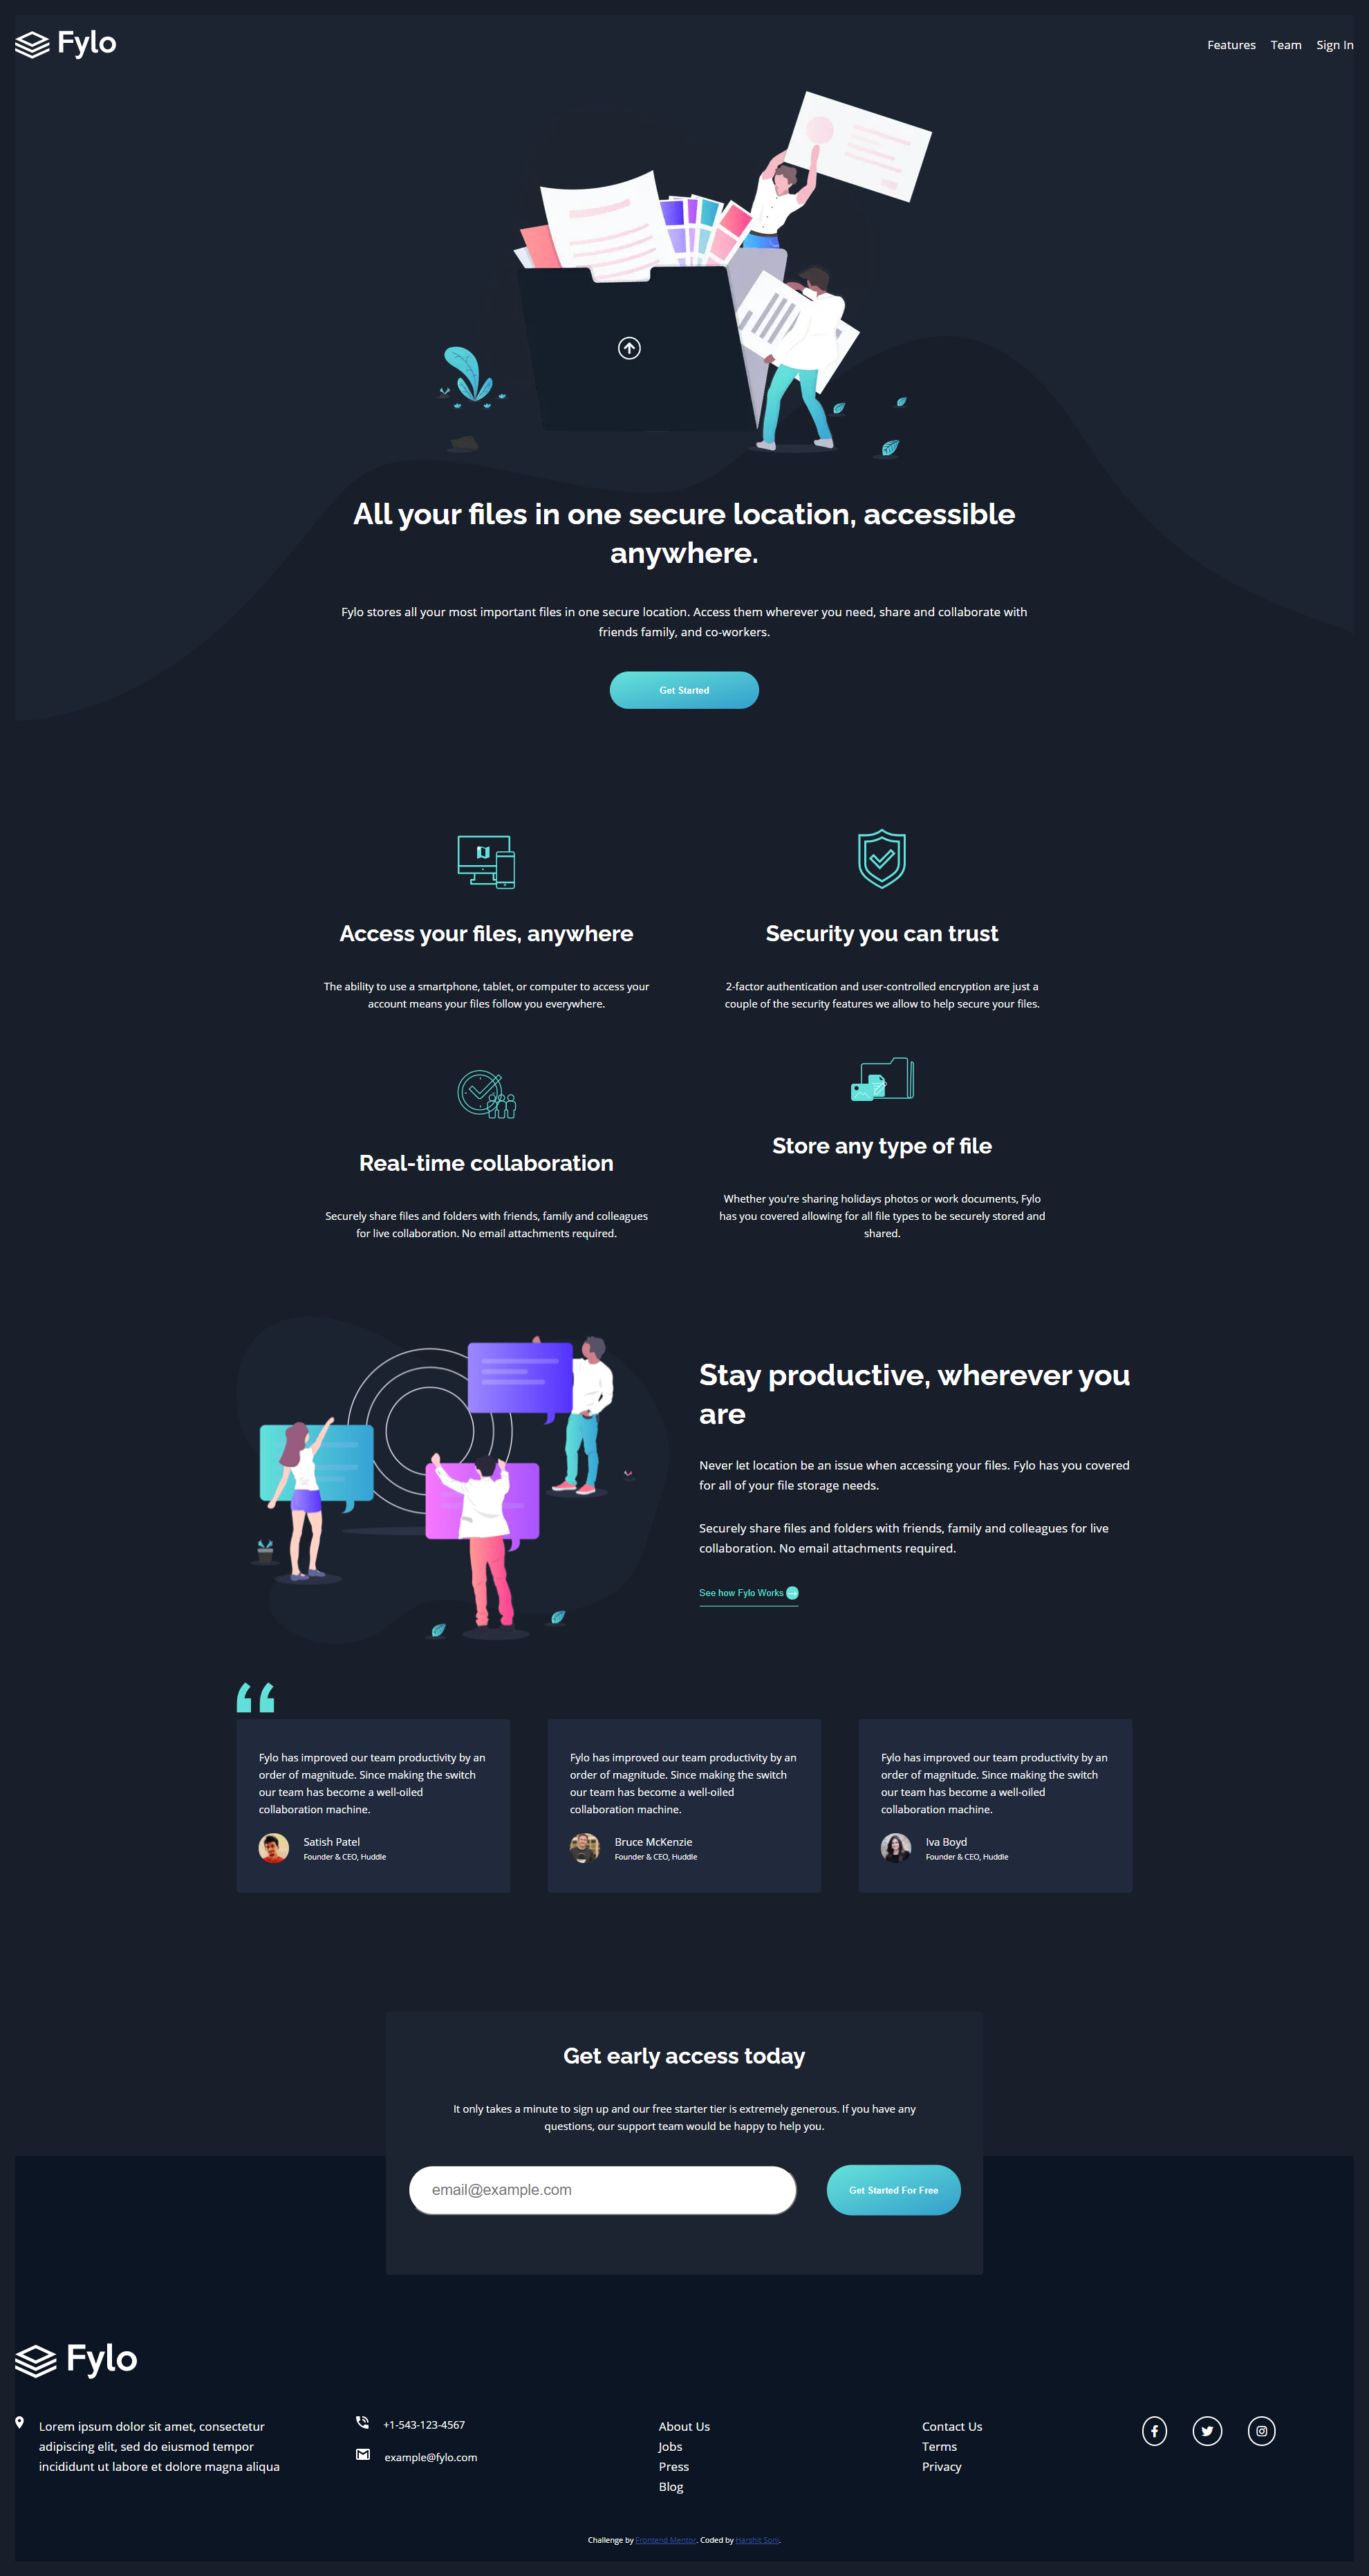 Fylo
Features Team Sign In
All your files in one secure location, accessible
anywhere.
Fylo stores all your most important files in one secure location. Access them wherever you need, share and collaborate with
friends family, and co-workers.
Get Started
Access your files, anywhere
The ability to use a smartphone, tablet, or computer to access your
account means your files follow you everywhere.
Security you can trust
2-factor authentication and user-controlled encryption are just a
couple of the security features we allow to help secure your files.
Real-time collaboration
Securely share files and folders with friends, family and colleagues
for live collaboration. No email attachments required.
Store any type of file
Whether you're sharing holidays photos or work documents, Fylo
has you covered allowing for all file types to be securely stored and
shared.
Stay productive, wherever you
are
Never let location be an issue when accessing your files. Fylo has you covered
for all of your file storage needs.
Securely share files and folders with friends, family and colleagues for live
collaboration. No email attachments required.
See how Fylo Works
Fylo has improved our team productivity by an
order of magnitude. Since making the switch
our team has become a well-oiled
collaboration machine.
Satish Patel
Founder & CEO, Huddle
Fylo has improved our team productivity by an
order of magnitude. Since making the switch
our team has become a well-oiled
collaboration machine.
Bruce McKenzie
Founder & CEO, Huddle
Fylo has improved our team productivity by an
order of magnitude. Since making the switch
our team has become a well-oiled
collaboration machine.
Iva Boyd
Founder & CEO, Huddle
Get early access today
It only takes a minute to sign up and our free starter tier is extremely generous. If you have any
questions, our support team would be happy to help you.
email@example.com
Get Started For Free
Fylo
Lorem ipsum dolor sit amet, consectetur
adipiscing elit, sed do eiusmod tempor
incididunt ut labore et dolore magna aliqua
+1-543-123-4567
example@fylo.com
About Us
Jobs
Press
Blog
Contact Us
Terms
Privacy
Challenge by Frontend Mentor. Coded by Harshit Soni.